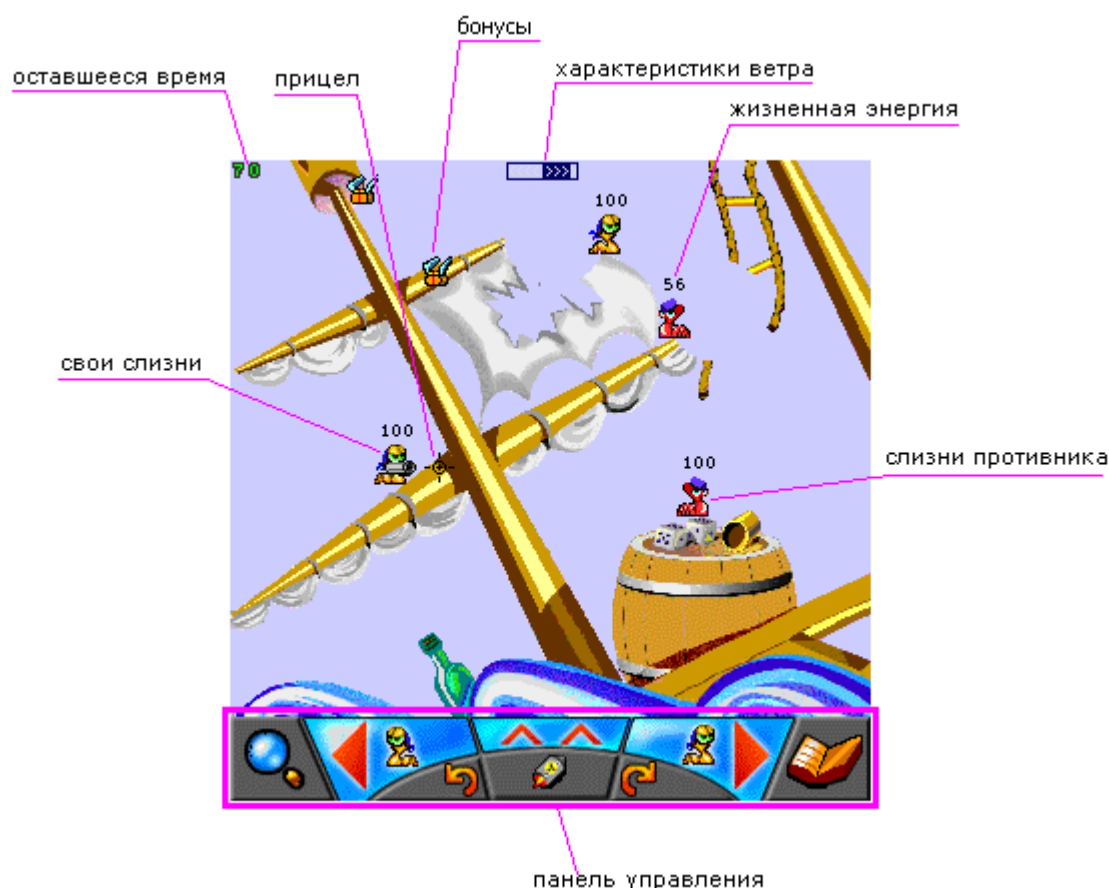 бонусы
оставшееся время
прицел
характеристики ветра
жизненная энергия
70
>>>
100
56
свои слизни
100
100
слизни противника
панель управления